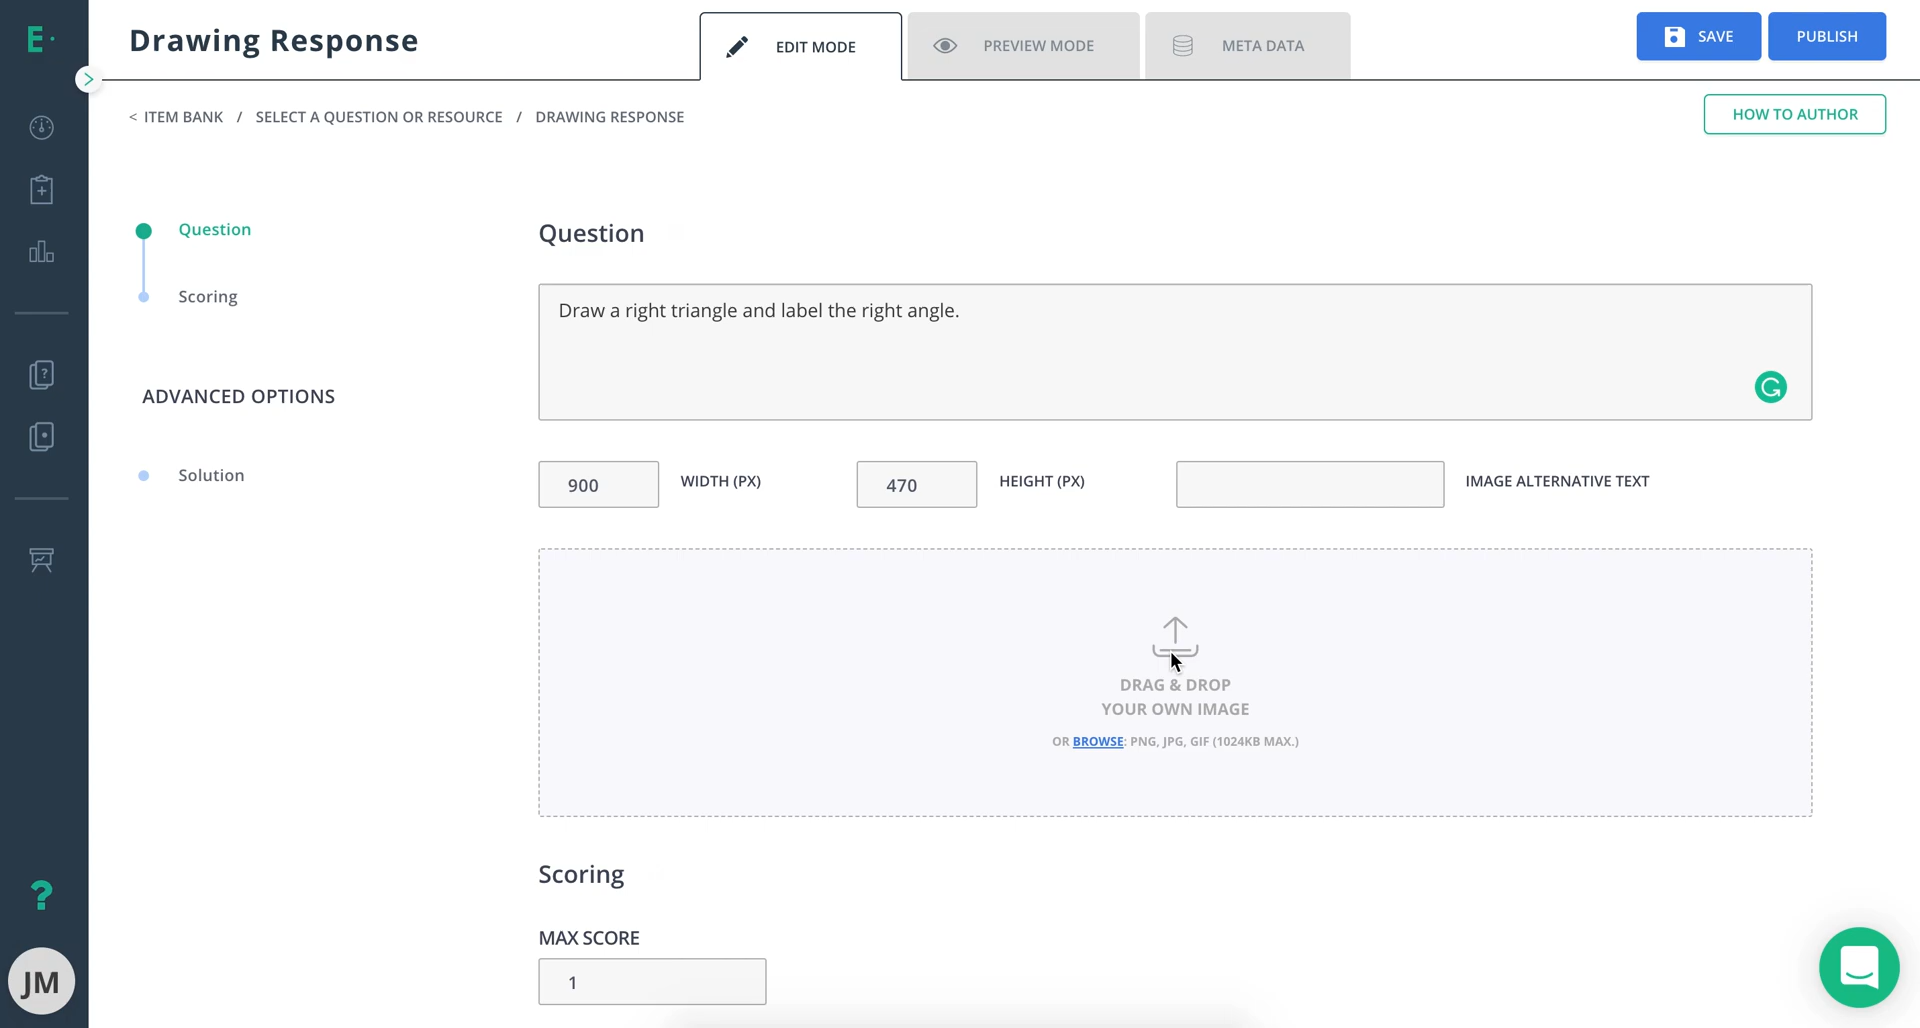 E
Drawing Response
EDIT MODE
PREVIEW MODE
META DATA
SAVE
PUBLISH
< ITEM BANK / SELECT A QUESTION OR RESOURCE / DRAWING RESPONSE
HOW TO AUTHOR
Question
Scoring
ADVANCED OPTIONS
Solution
Question
Draw a right triangle and label the right angle.
900 WIDTH (PX) 470 HEIGHT (PX) IMAGE ALTERNATIVE TEXT
DRAG & DROP
YOUR OWN IMAGE
OR BROWSE: PNG, JPG, GIF (1024KB MAX.)
Scoring
MAX SCORE
1
?
JM